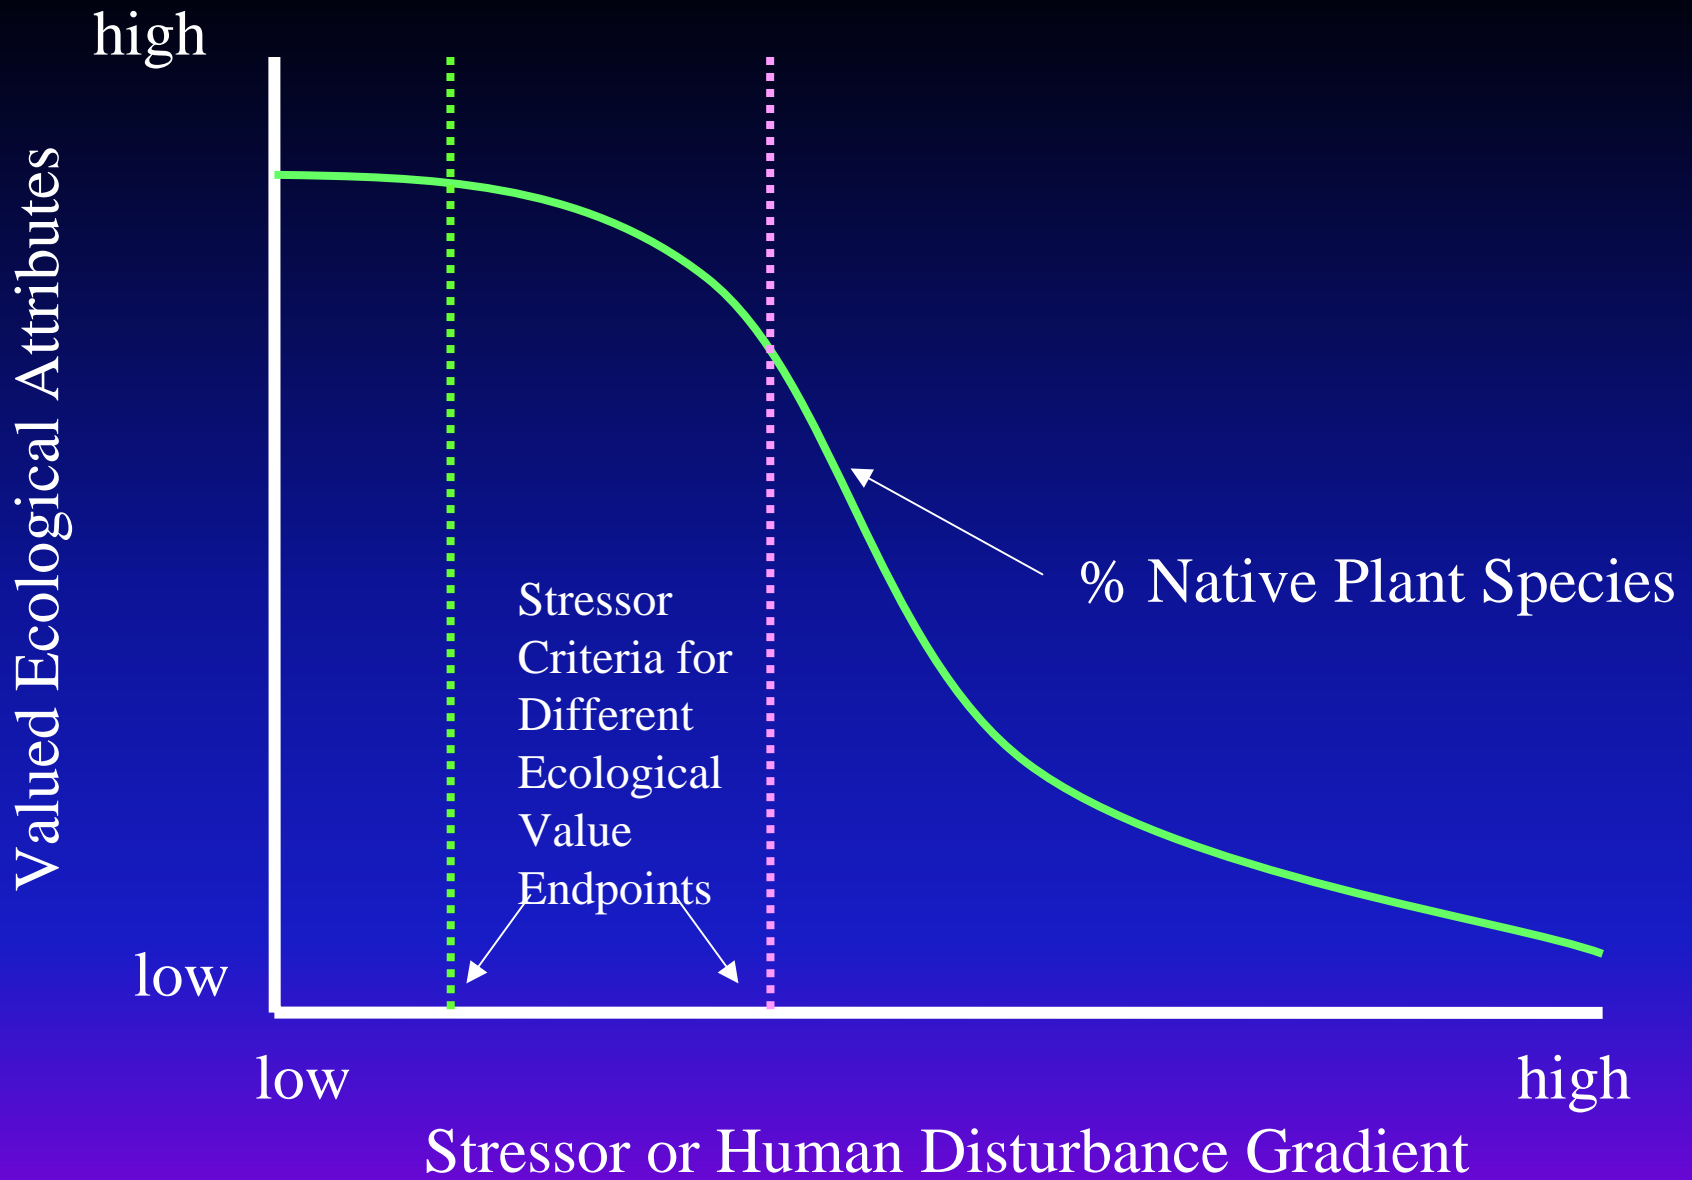 high
Valued Ecological Attributes
% Native Plant Species
Stressor
Criteria for
Different
Ecological
Value
Endpoints
low
low
high
Stressor or Human Disturbance Gradient